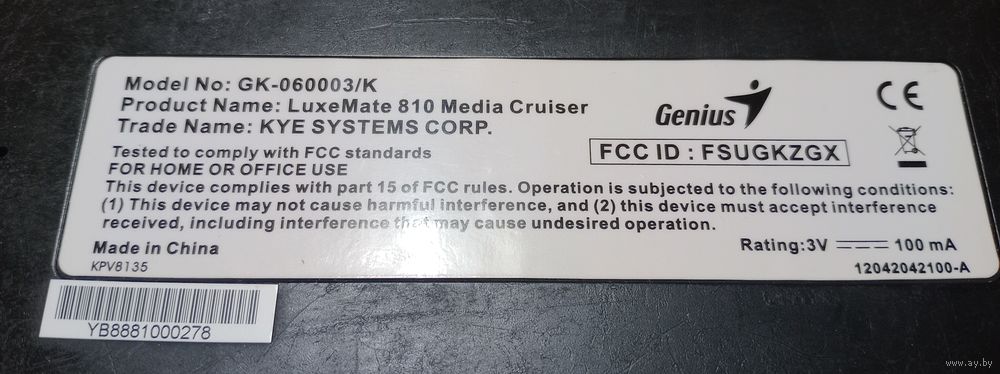 Model No: GK-060003/K
Product Name: LuxeMate 810 Media Cruiser
Trade Name: KYE SYSTEMS CORP.
Genius
CE
FCC ID : FSUGKZGX
Tested to comply with FCC standards
FOR HOME OR OFFICE USE
This device complies with part 15 of FCC rules. Operation is subjected to the following conditions:
(1) This device may not cause harmful interference, and (2) this device must accept interference
received, including interference that may cause undesired operation.
Made in China
Rating:3V 100 mA
KPV8135
12042042100-A
YB8881000278
www.ay.by